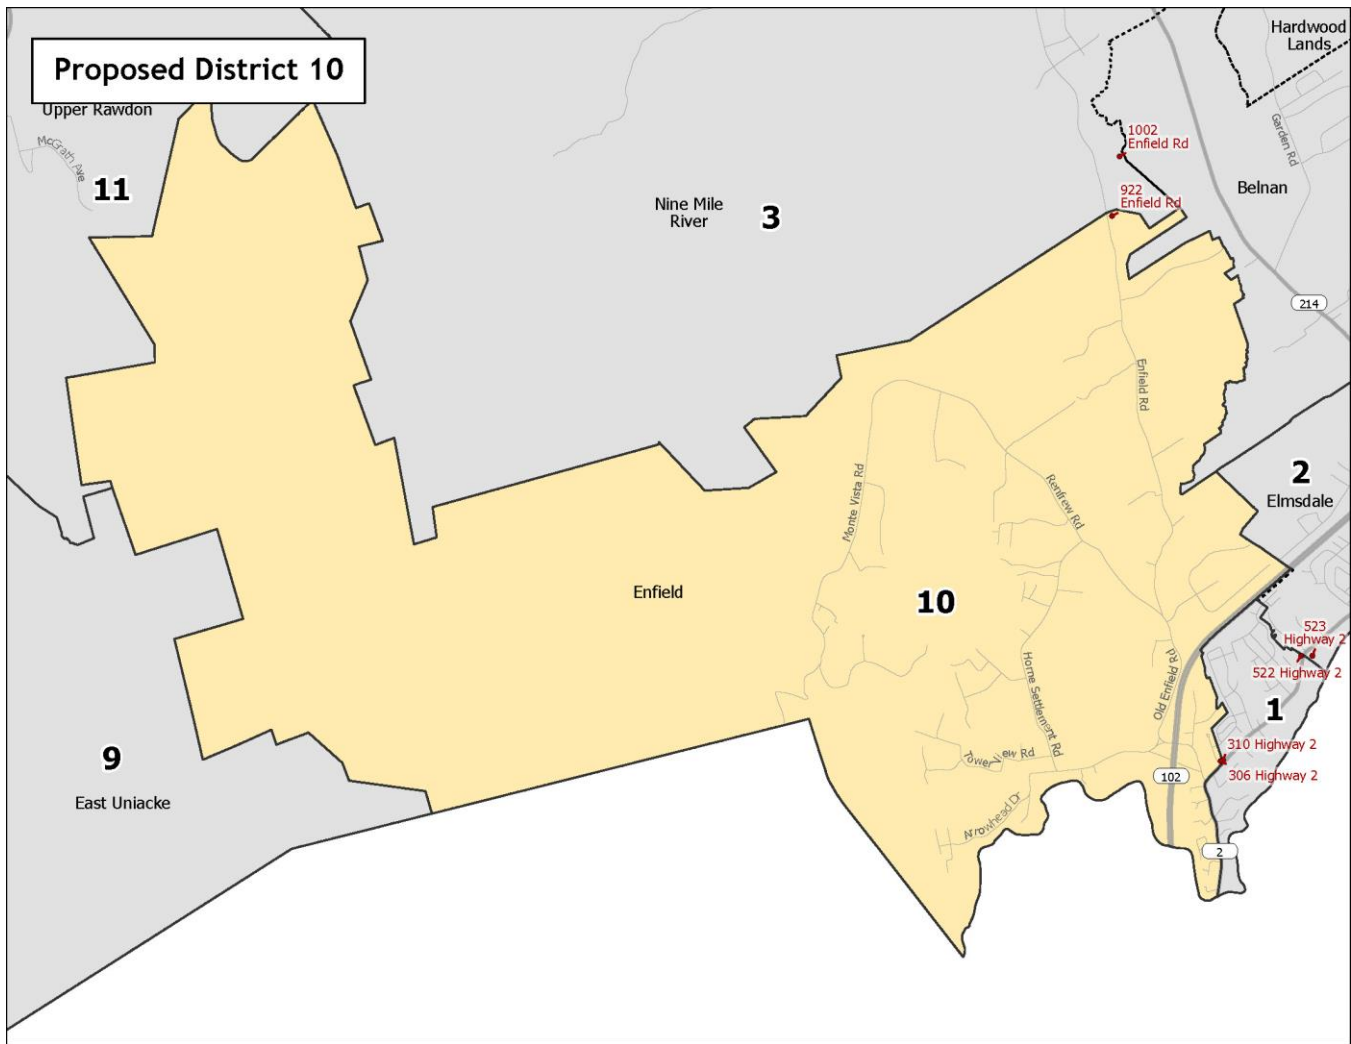 Proposed District 10
Hardwood
Lands
Upper Rawdon
McGrath Ave
11
1002
Enfield Rd
Garden Rd
Belnan
922
Enfield Rd
Nine Mile
River
3
214
Enfield Rd
2
Elmsdale
Monte Vista Rd
Renfrew Rd
Enfield
10
523
Highway 2
522 Highway 2
Horne Settlement Rd
Old Enfield Rd
1
310 Highway 2
306 Highway 2
9
East Uniacke
Tower View Rd
102
Arrowhead Dr
2